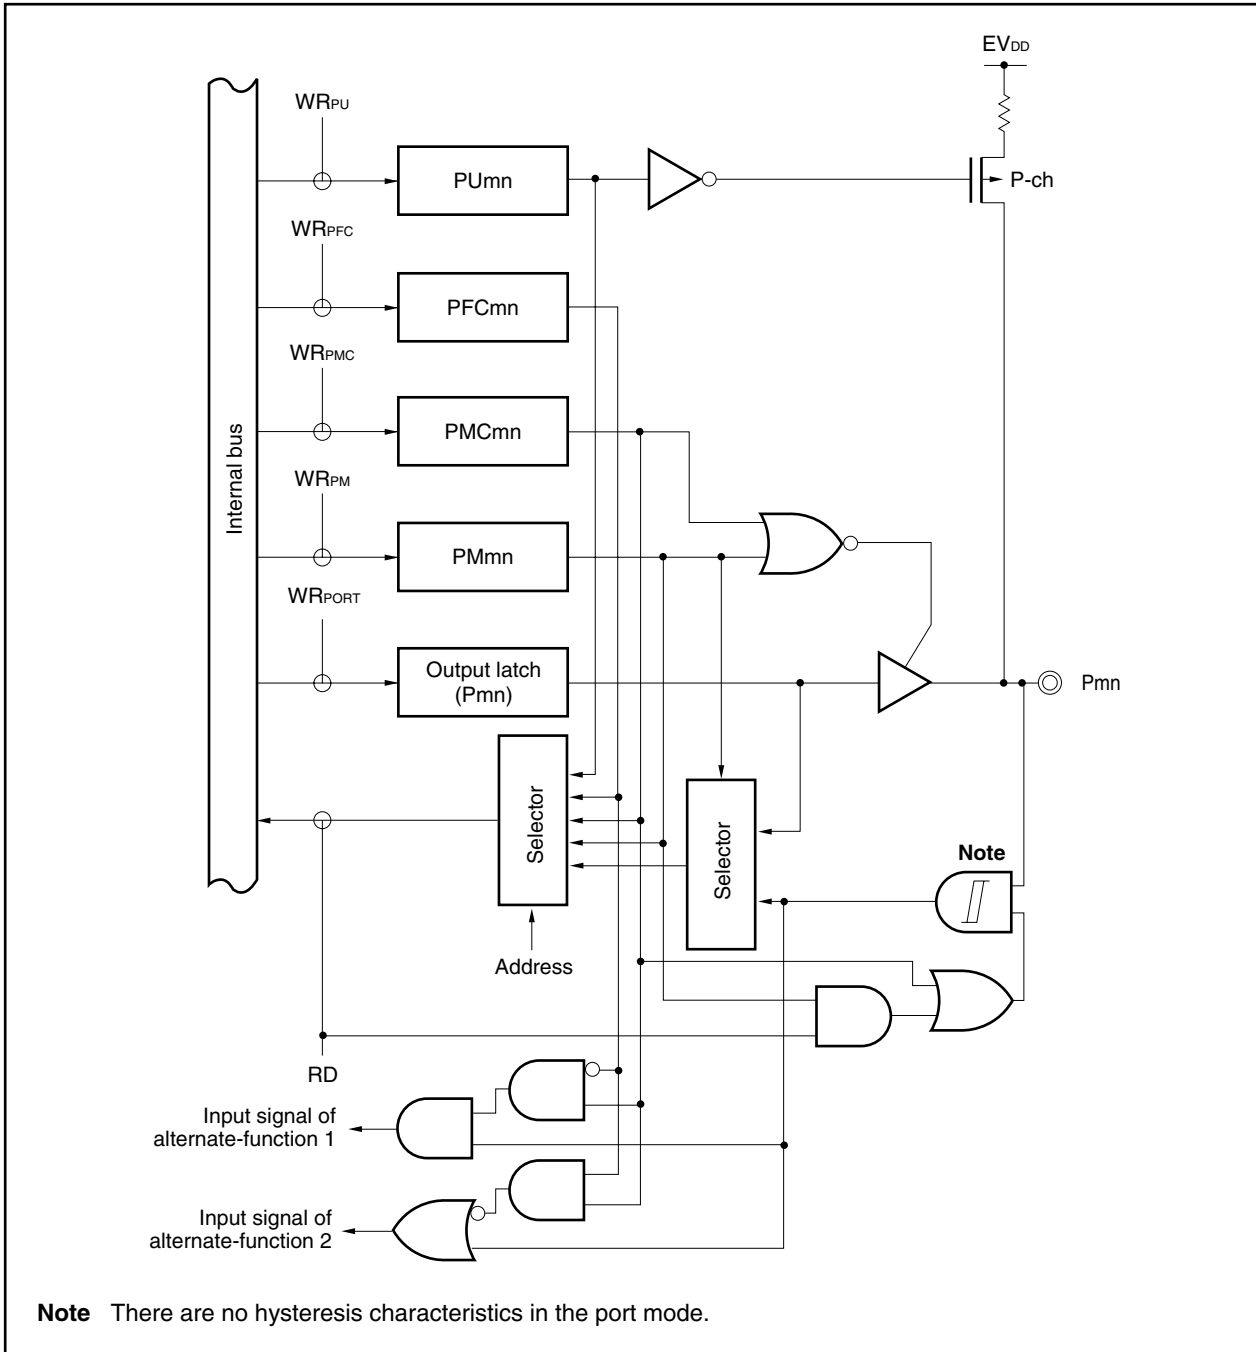 EVDD
WRPU
PUmn
P-ch
WRPFC
PFCmn
WRPMC
PMCmn
Internal bus
WRPM
PMmn
WRPORT
Output latch
(Pmn)
Pmn
Selector
Selector
Note
Address
RD
Input signal of
alternate-function 1
Input signal of
alternate-function 2
Note There are no hysteresis characteristics in the port mode.